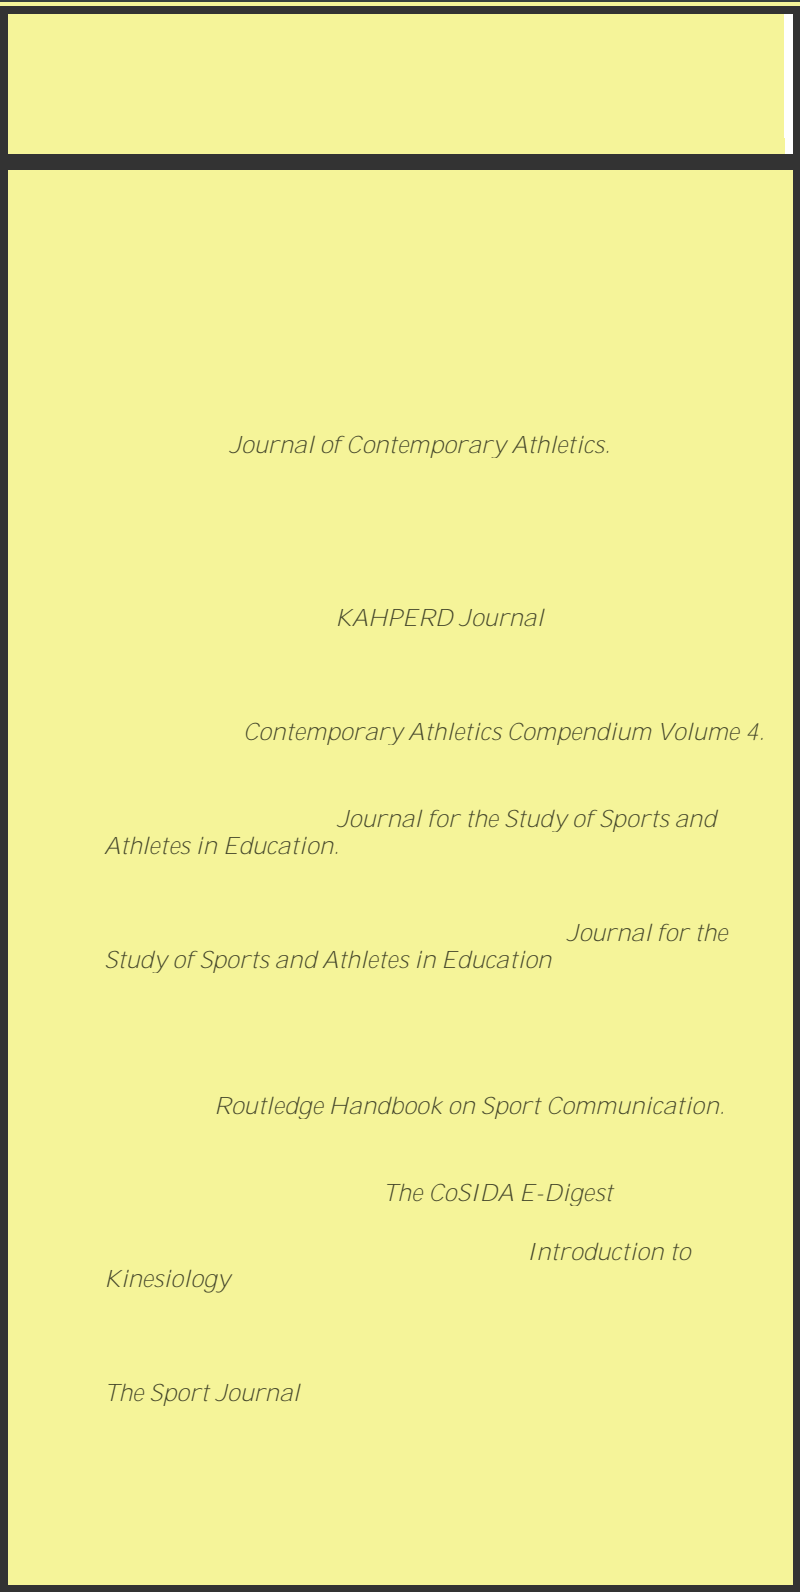 Journal of Contemporary Athletics.
KAHPERD Journal
Contemporary Athletics Compendium Volume 4.
Journal for the Study of Sports and
Athletes in Education.
Journal for the
Study of Sports and Athletes in Education
Routledge Handbook on Sport Communication.
The CoSIDA E-Digest
Introduction to
Kinesiology
The Sport Journal